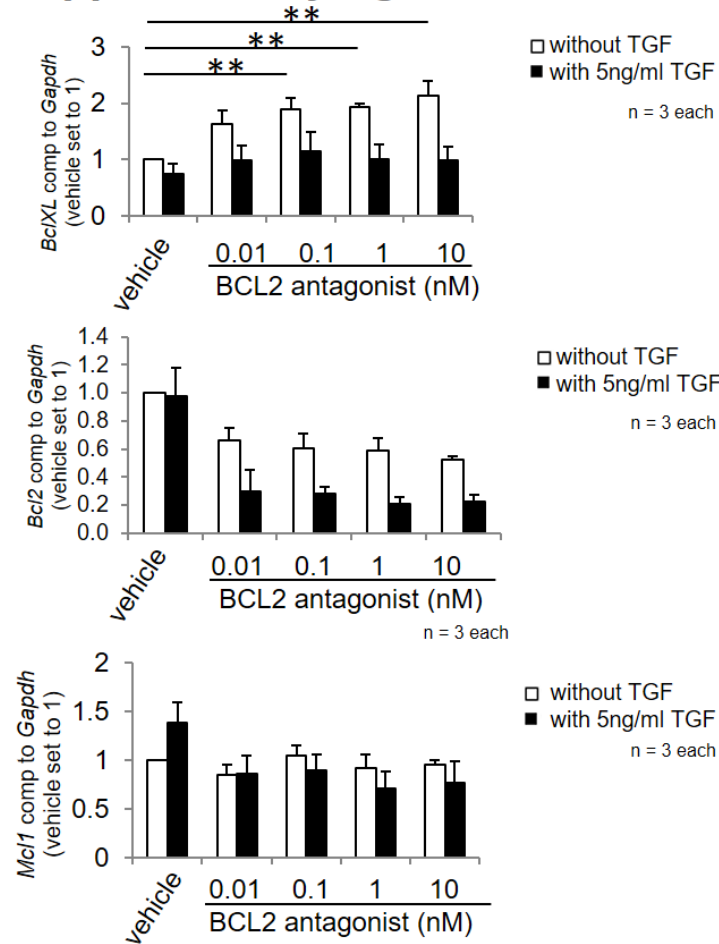 **
**
**
BclXL comp to Gapdh
(vehicle set to 1)
3
2
1
0
without TGF
with 5ng/ml TGF
n = 3 each
vehicle
0.01 0.1 1 10
BCL2 antagonist (nM)
Bcl2 comp to Gapdh
(vehicle set to 1)
1.4
1.2
1.0
0.8
0.6
0.4
0.2
0.0
without TGF
with 5ng/ml TGF
n = 3 each
vehicle
0.01 0.1 1 10
BCL2 antagonist (nM)
n = 3 each
Mcl1 comp to Gapdh
(vehicle set to 1)
2
1.5
1
0.5
0
without TGF
with 5ng/ml TGF
n = 3 each
vehicle
0.01 0.1 1 10
BCL2 antagonist (nM)